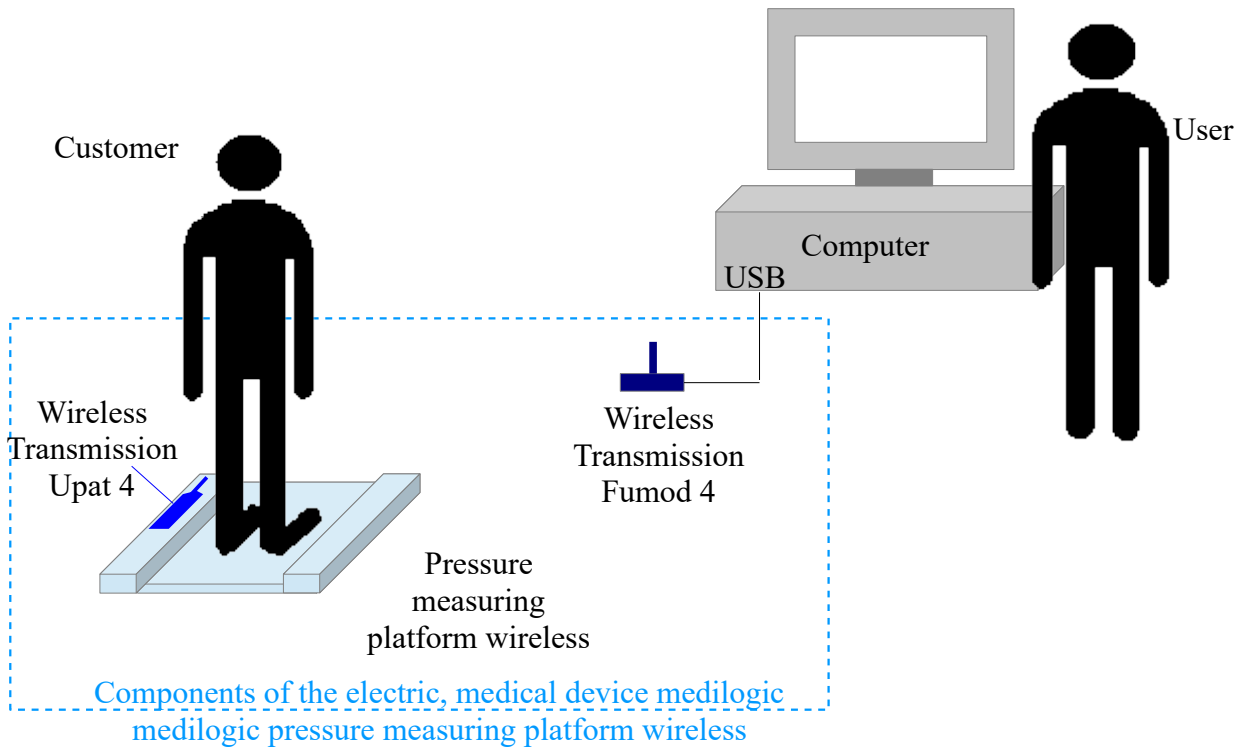 Customer
User
Computer
USB
Wireless
Transmission
Upat 4
Wireless
Transmission
Fumod 4
Pressure
measuring
platform wireless
Components of the electric, medical device medilogic
medilogic pressure measuring platform wireless